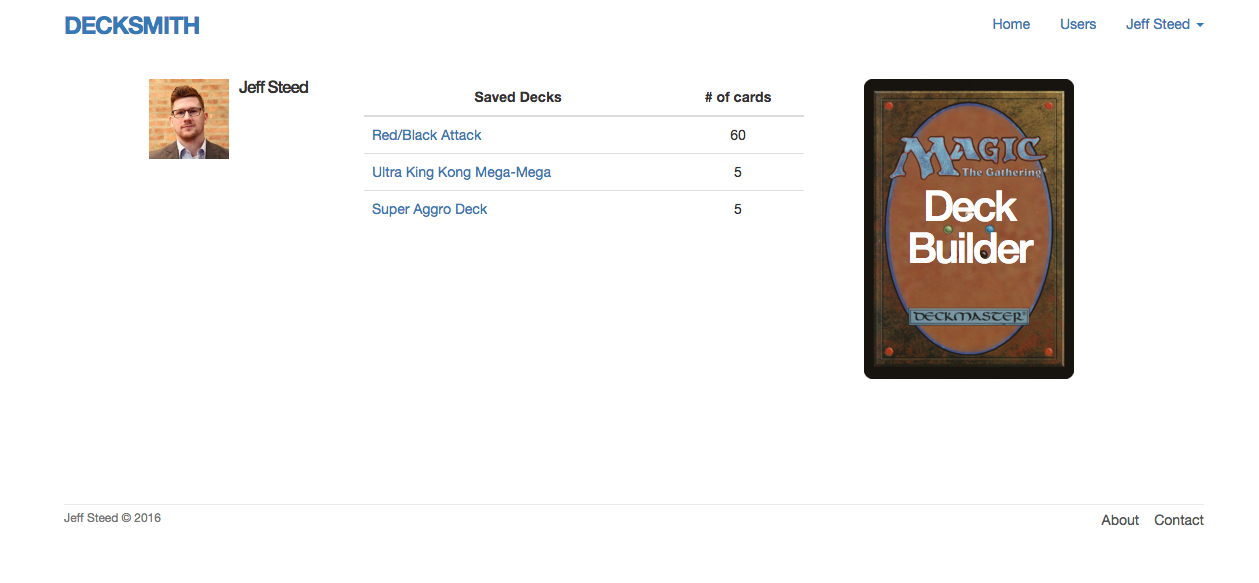 DECKSMITH
Home Users Jeff Steed
Jeff Steed
Saved Decks # of cards
Red/Black Attack 60
Ultra King Kong Mega-Mega 5
Super Aggro Deck 5
MAGIC
The Gathering®
Deck
Builder
DECKMASTER
Jeff Steed © 2016
About Contact